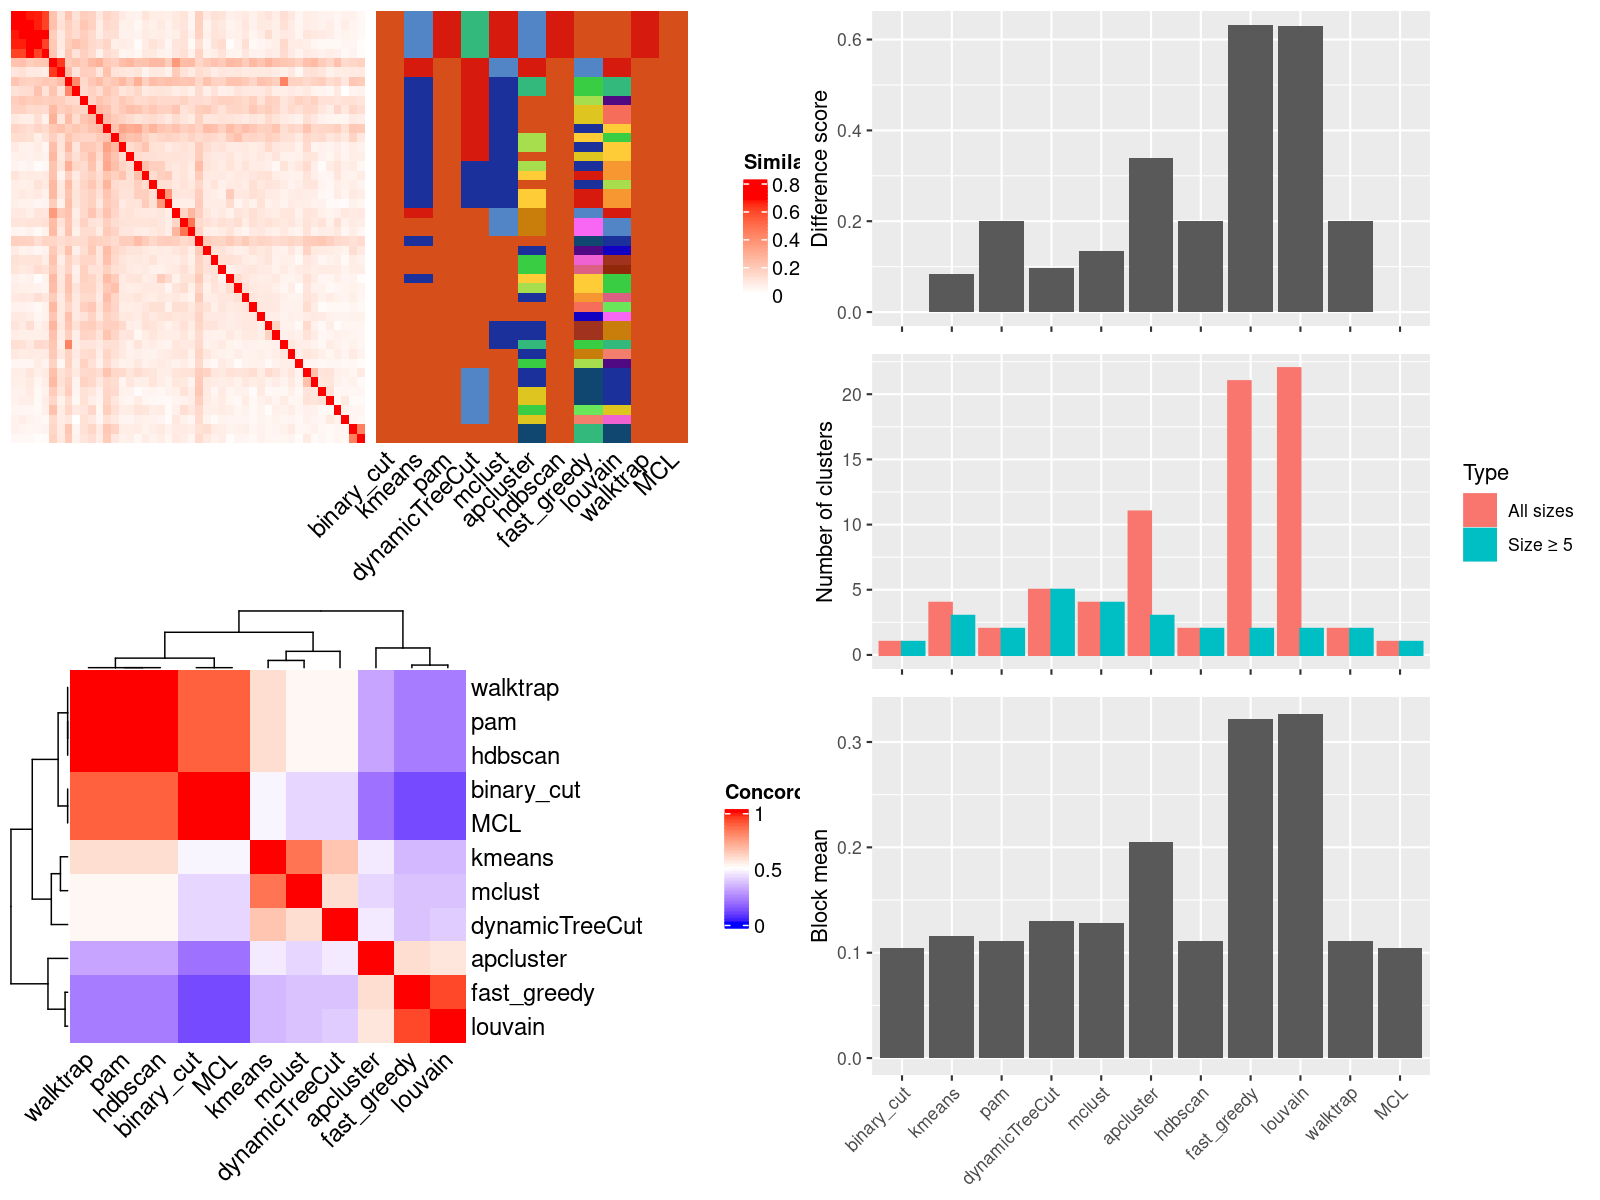 Simila
0.8
0.6
0.4
0.2
0
binary_cut
kmeans
pam
dynamicTreeCut
mclust
apcluster
hdbscan
fast_greedy
louvain
walktrap
MCL
Difference score
0.6
0.4
0.2
0.0
Number of clusters
20
15
10
5
0
Type
All sizes
Size ≥ 5
walktrap
pam
hdbscan
binary_cut
MCL
kmeans
mclust
dynamicTreeCut
apcluster
fast_greedy
louvain
walktrap
pam
hdbscan
binary_cut
MCL
kmeans
mclust
dynamicTreeCut
apcluster
fast_greedy
louvain
Concord
1
0.5
0
Block mean
0.3
0.2
0.1
0.0
binary_cut
kmeans
pam
dynamicTreeCut
mclust
apcluster
hdbscan
fast_greedy
louvain
walktrap
MCL